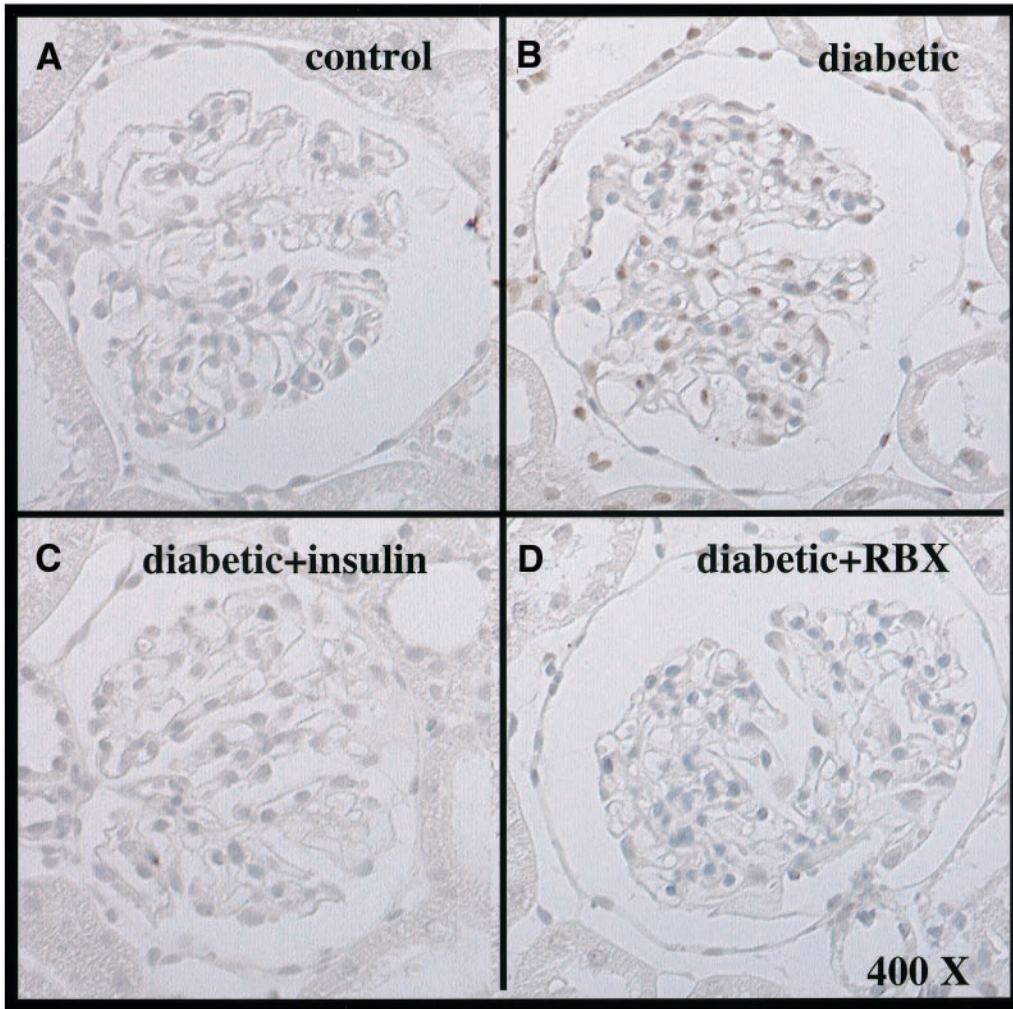 A control
B diabetic
C diabetic+insulin
D diabetic+RBX
400 X